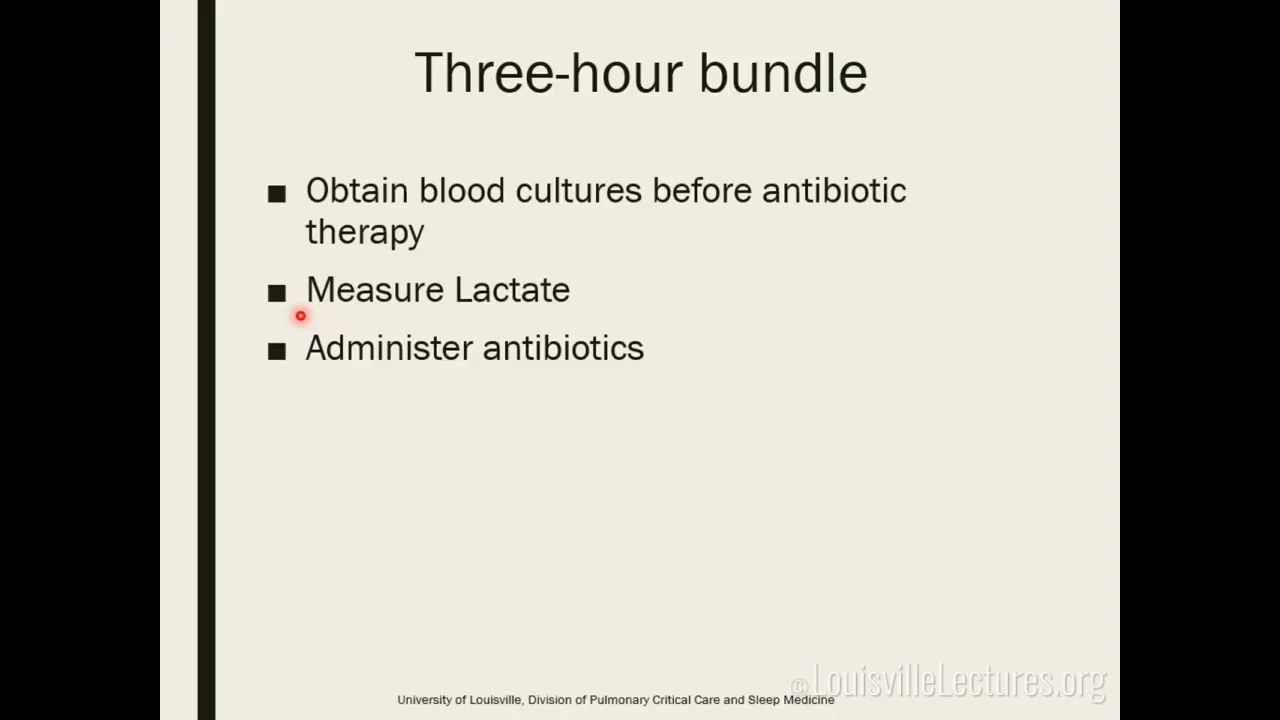 Three-hour bundle
■ Obtain blood cultures before antibiotic
therapy
■ Measure Lactate
■ Administer antibiotics
©LouisvilleLectures.org
University of Louisville, Division of Pulmonary Critical Care and Sleep Medicine